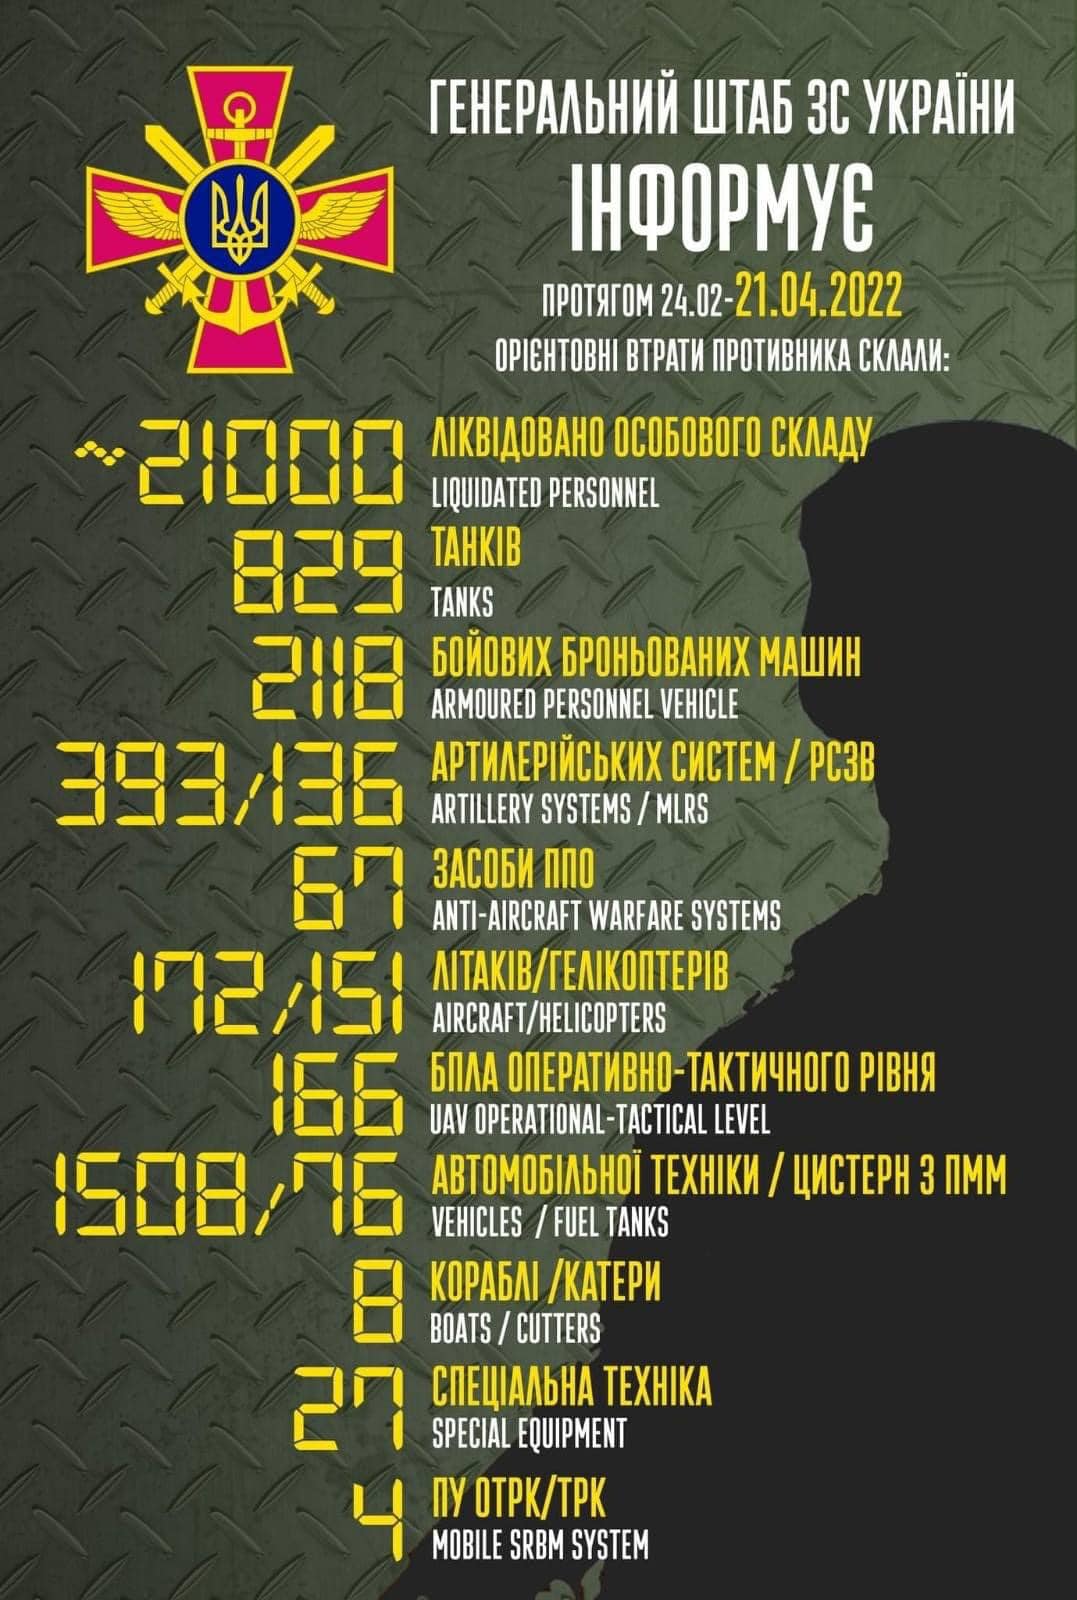 ГЕНЕРАЛЬНИЙ ШТАБ ЗС УКРАЇНИ
ІНФОРМУЄ
ПРОТЯГОМ 24.02-21.04.2022
ОРІЄНТОВНІ ВТРАТИ ПРОТИВНИКА СКЛАЛИ:
~21000 ЛІКВІДОВАНО ОСОБОВОГО СКЛАДУ
LIQUIDATED PERSONNEL
829 ТАНКІВ
TANKS
2118 БОЙОВИХ БРОНЬОВАНИХ МАШИН
ARMOURED PERSONNEL VEHICLE
393/136 АРТИЛЕРІЙСЬКИХ СИСТЕМ / РСЗВ
ARTILLERY SYSTEMS / MLRS
67 ЗАСОБИ ППО
ANTI-AIRCRAFT WARFARE SYSTEMS
172/151 ЛІТАКІВ/ГЕЛІКОПТЕРІВ
AIRCRAFT/HELICOPTERS
166 БПЛА ОПЕРАТИВНО-ТАКТИЧНОГО РІВНЯ
UAV OPERATIONAL-TACTICAL LEVEL
1508/76 АВТОМОБІЛЬНОЇ ТЕХНІКИ / ЦИСТЕРН З ПММ
VEHICLES / FUEL TANKS
8 КОРАБЛІ /КАТЕРИ
BOATS / CUTTERS
27 СПЕЦІАЛЬНА ТЕХНІКА
SPECIAL EQUIPMENT
4 ПУ ОТРК/ТРК
MOBILE SRBM SYSTEM